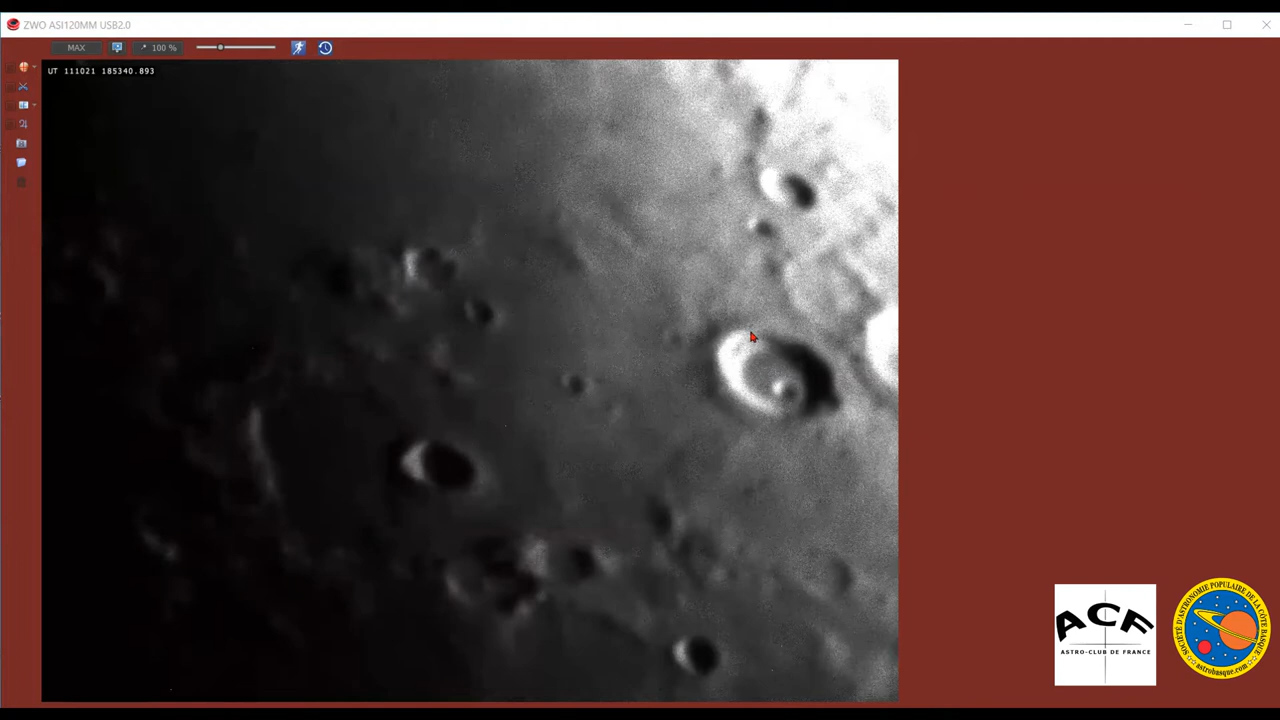 ZWO ASI120MM USB2.0
MAX
100 %
UT 111021 185340.893
ACF
ASTRO-CLUB DE FRANCE
SOCIÉTÉ D'ASTRONOMIE POPULAIRE DE LA CÔTE BASQUE
astrobasque.com